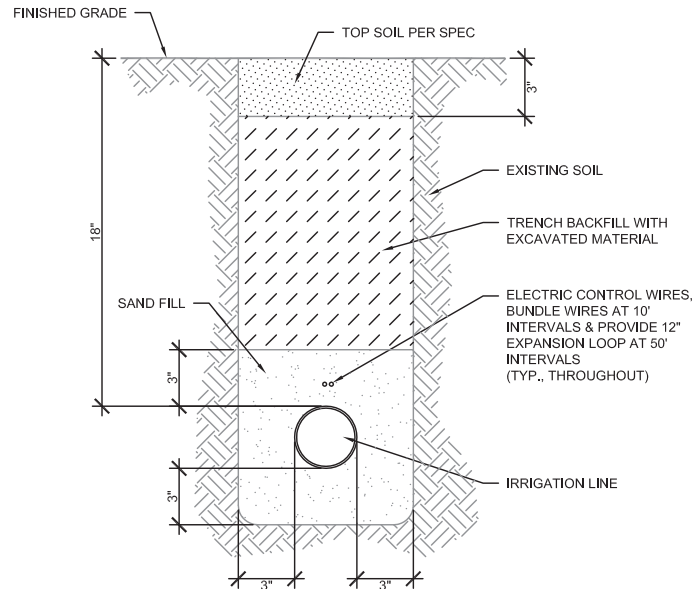 FINISHED GRADE
TOP SOIL PER SPEC
3"
EXISTING SOIL
18"
TRENCH BACKFILL WITH
EXCAVATED MATERIAL
SAND FILL
ELECTRIC CONTROL WIRES,
BUNDLE WIRES AT 10'
INTERVALS & PROVIDE 12"
EXPANSION LOOP AT 50'
INTERVALS
(TYP., THROUGHOUT)
3"
IRRIGATION LINE
3"
3"
3"